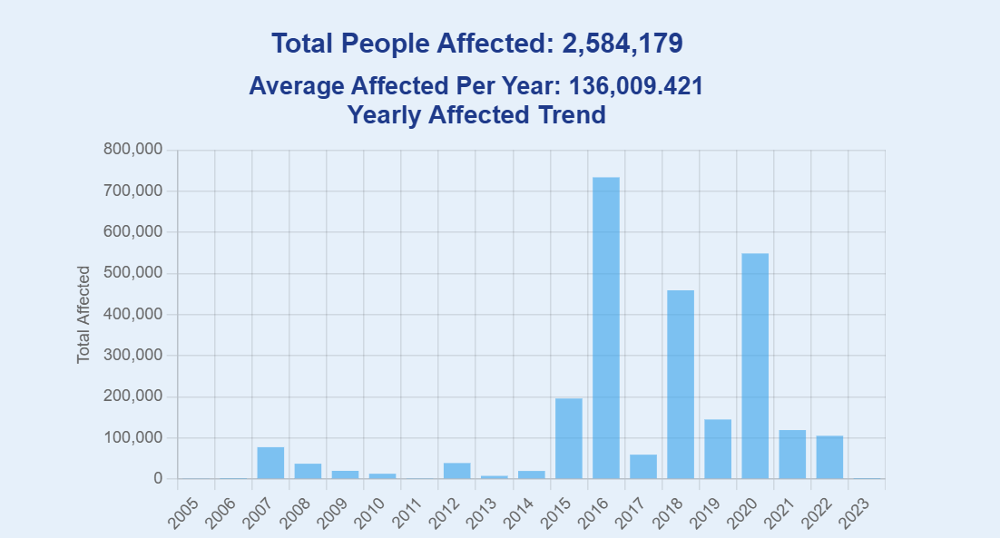 Total People Affected: 2,584,179
Average Affected Per Year: 136,009.421
Yearly Affected Trend
800,000
700,000
600,000
500,000
400,000
300,000
200,000
100,000
0
Total Affected
2005 2006 2007 2008 2009 2010 2011 2012 2013 2014 2015 2016 2017 2018 2019 2020 2021 2022 2023